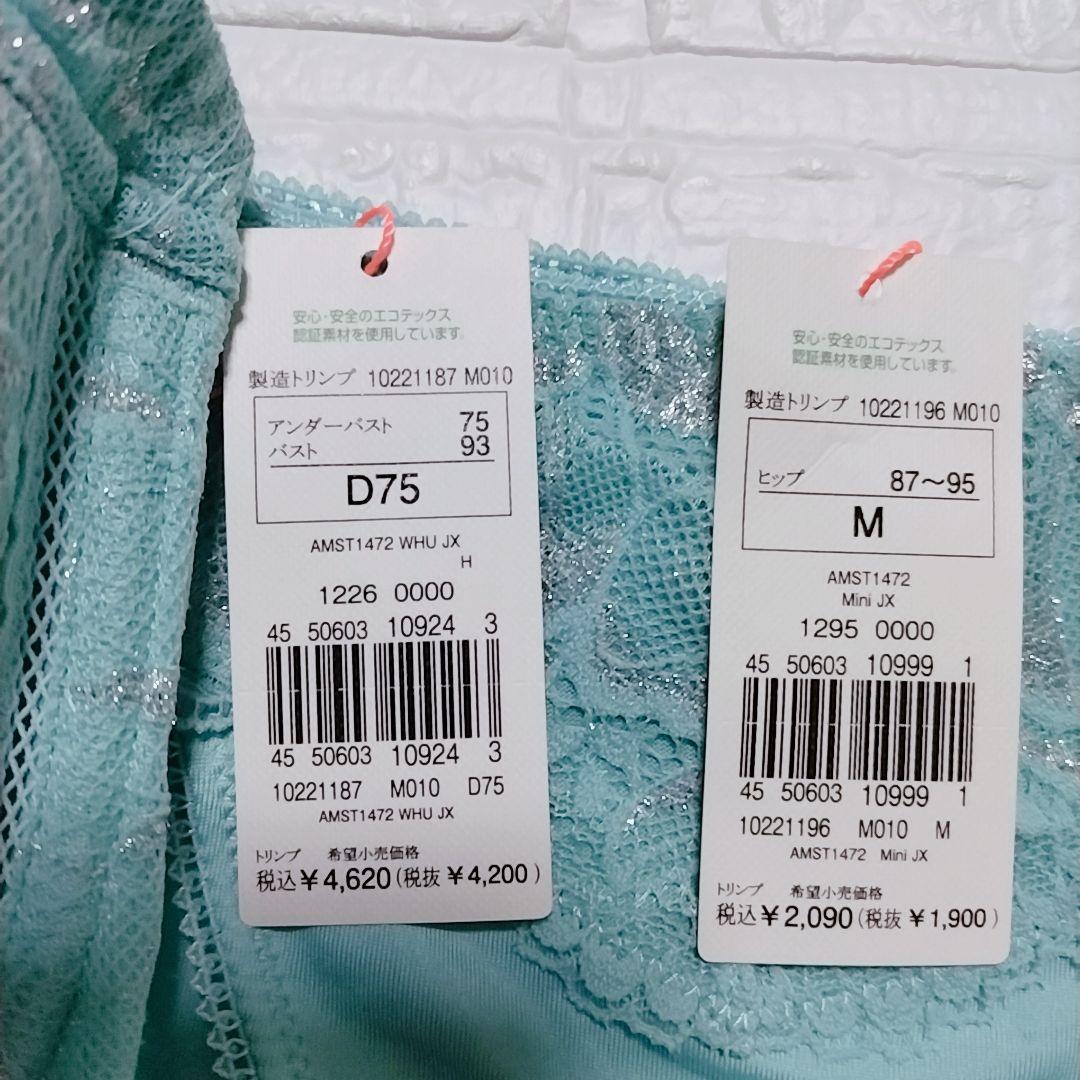 安心・安全のエコテックス
認証素材を使用しています。
製造トリンプ 10221187 M010
アンダーバスト 75
バスト 93
D75
AMST1472 WHU JX
H
1226 0000
45 50603 10924 3
45 50603 10924 3
10221187 M010 D75
AMST1472 WHU JX
トリンプ 希望小売価格
税込¥4,620(税抜 ¥4,200)
安心・安全のエコテックス
認証素材を使用しています。
製造トリンプ 10221196 M010
ヒップ 87〜95
M
AMST1472
Mini JX
1295 0000
45 50603 10999 1
45 50603 10999 1
10221196 M010 M
AMST1472 Mini JX
トリンプ 希望小売価格
税込¥2,090(税抜 ¥1,900)